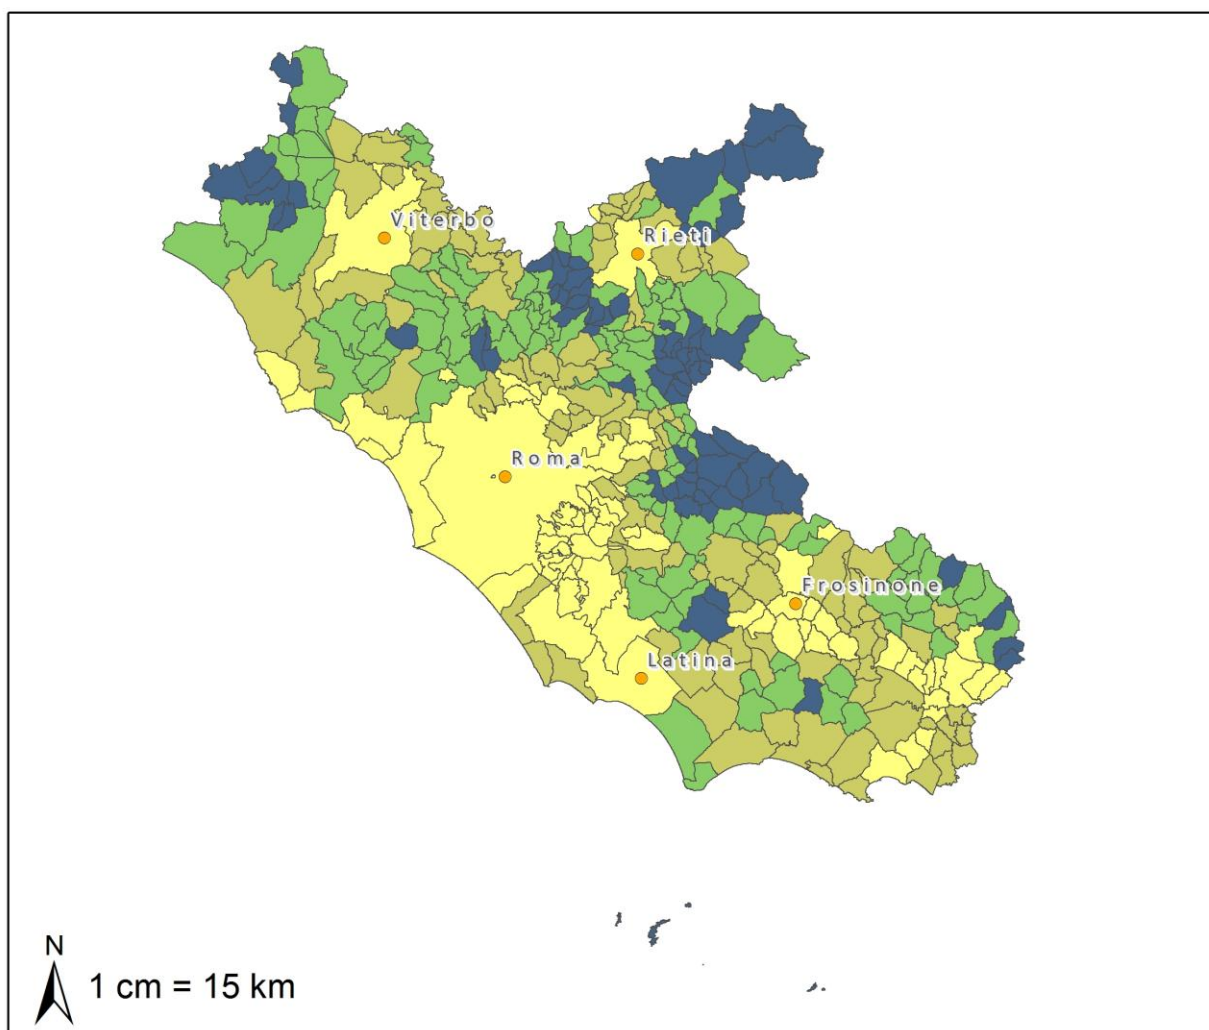 Viterbo
Rieti
Roma
Frosinone
Latina
N
1 cm = 15 km